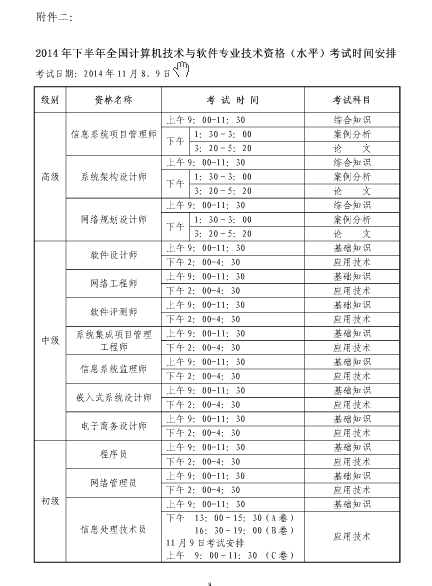 附件二：
2014年下半年全国计算机技术与软件专业技术资格（水平）考试时间安排
考试日期：2014年11月8、9日
级别 资格名称 考试时间 考试科目
高级
信息系统项目管理师
上午9：00-11：30 综合知识
下午 1：30-3：00 案例分析
3：20-5：20 论文
系统架构设计师
上午9：00-11：30 综合知识
下午 1：30-3：00 案例分析
3：20-5：20 论文
网络规划设计师
上午9：00-11：30 综合知识
下午 1：30-3：00 案例分析
3：20-5：20 论文
中级
软件设计师
上午9：00-11：30 基础知识
下午2：00-4：30 应用技术
网络工程师
上午9：00-11：30 基础知识
下午2：00-4：30 应用技术
软件评测师
上午9：00-11：30 基础知识
下午2：00-4：30 应用技术
系统集成项目管理
工程师
上午9：00-11：30 基础知识
下午2：00-4：30 应用技术
信息系统监理师
上午9：00-11：30 基础知识
下午2：00-4：30 应用技术
嵌入式系统设计师
上午9：00-11：30 基础知识
下午2：00-4：30 应用技术
电子商务设计师
上午9：00-11：30 基础知识
下午2：00-4：30 应用技术
初级
程序员
上午9：00-11：30 基础知识
下午2：00-4：30 应用技术
网络管理员
上午9：00-11：30 基础知识
下午2：00-4：30 应用技术
信息处理技术员
上午9：00-11：30 基础知识
下午 13：00-15：30（A卷）
16：30-19：00（B卷）
11月9日考试安排
上午 9：00-11：30 （C卷）
应用技术